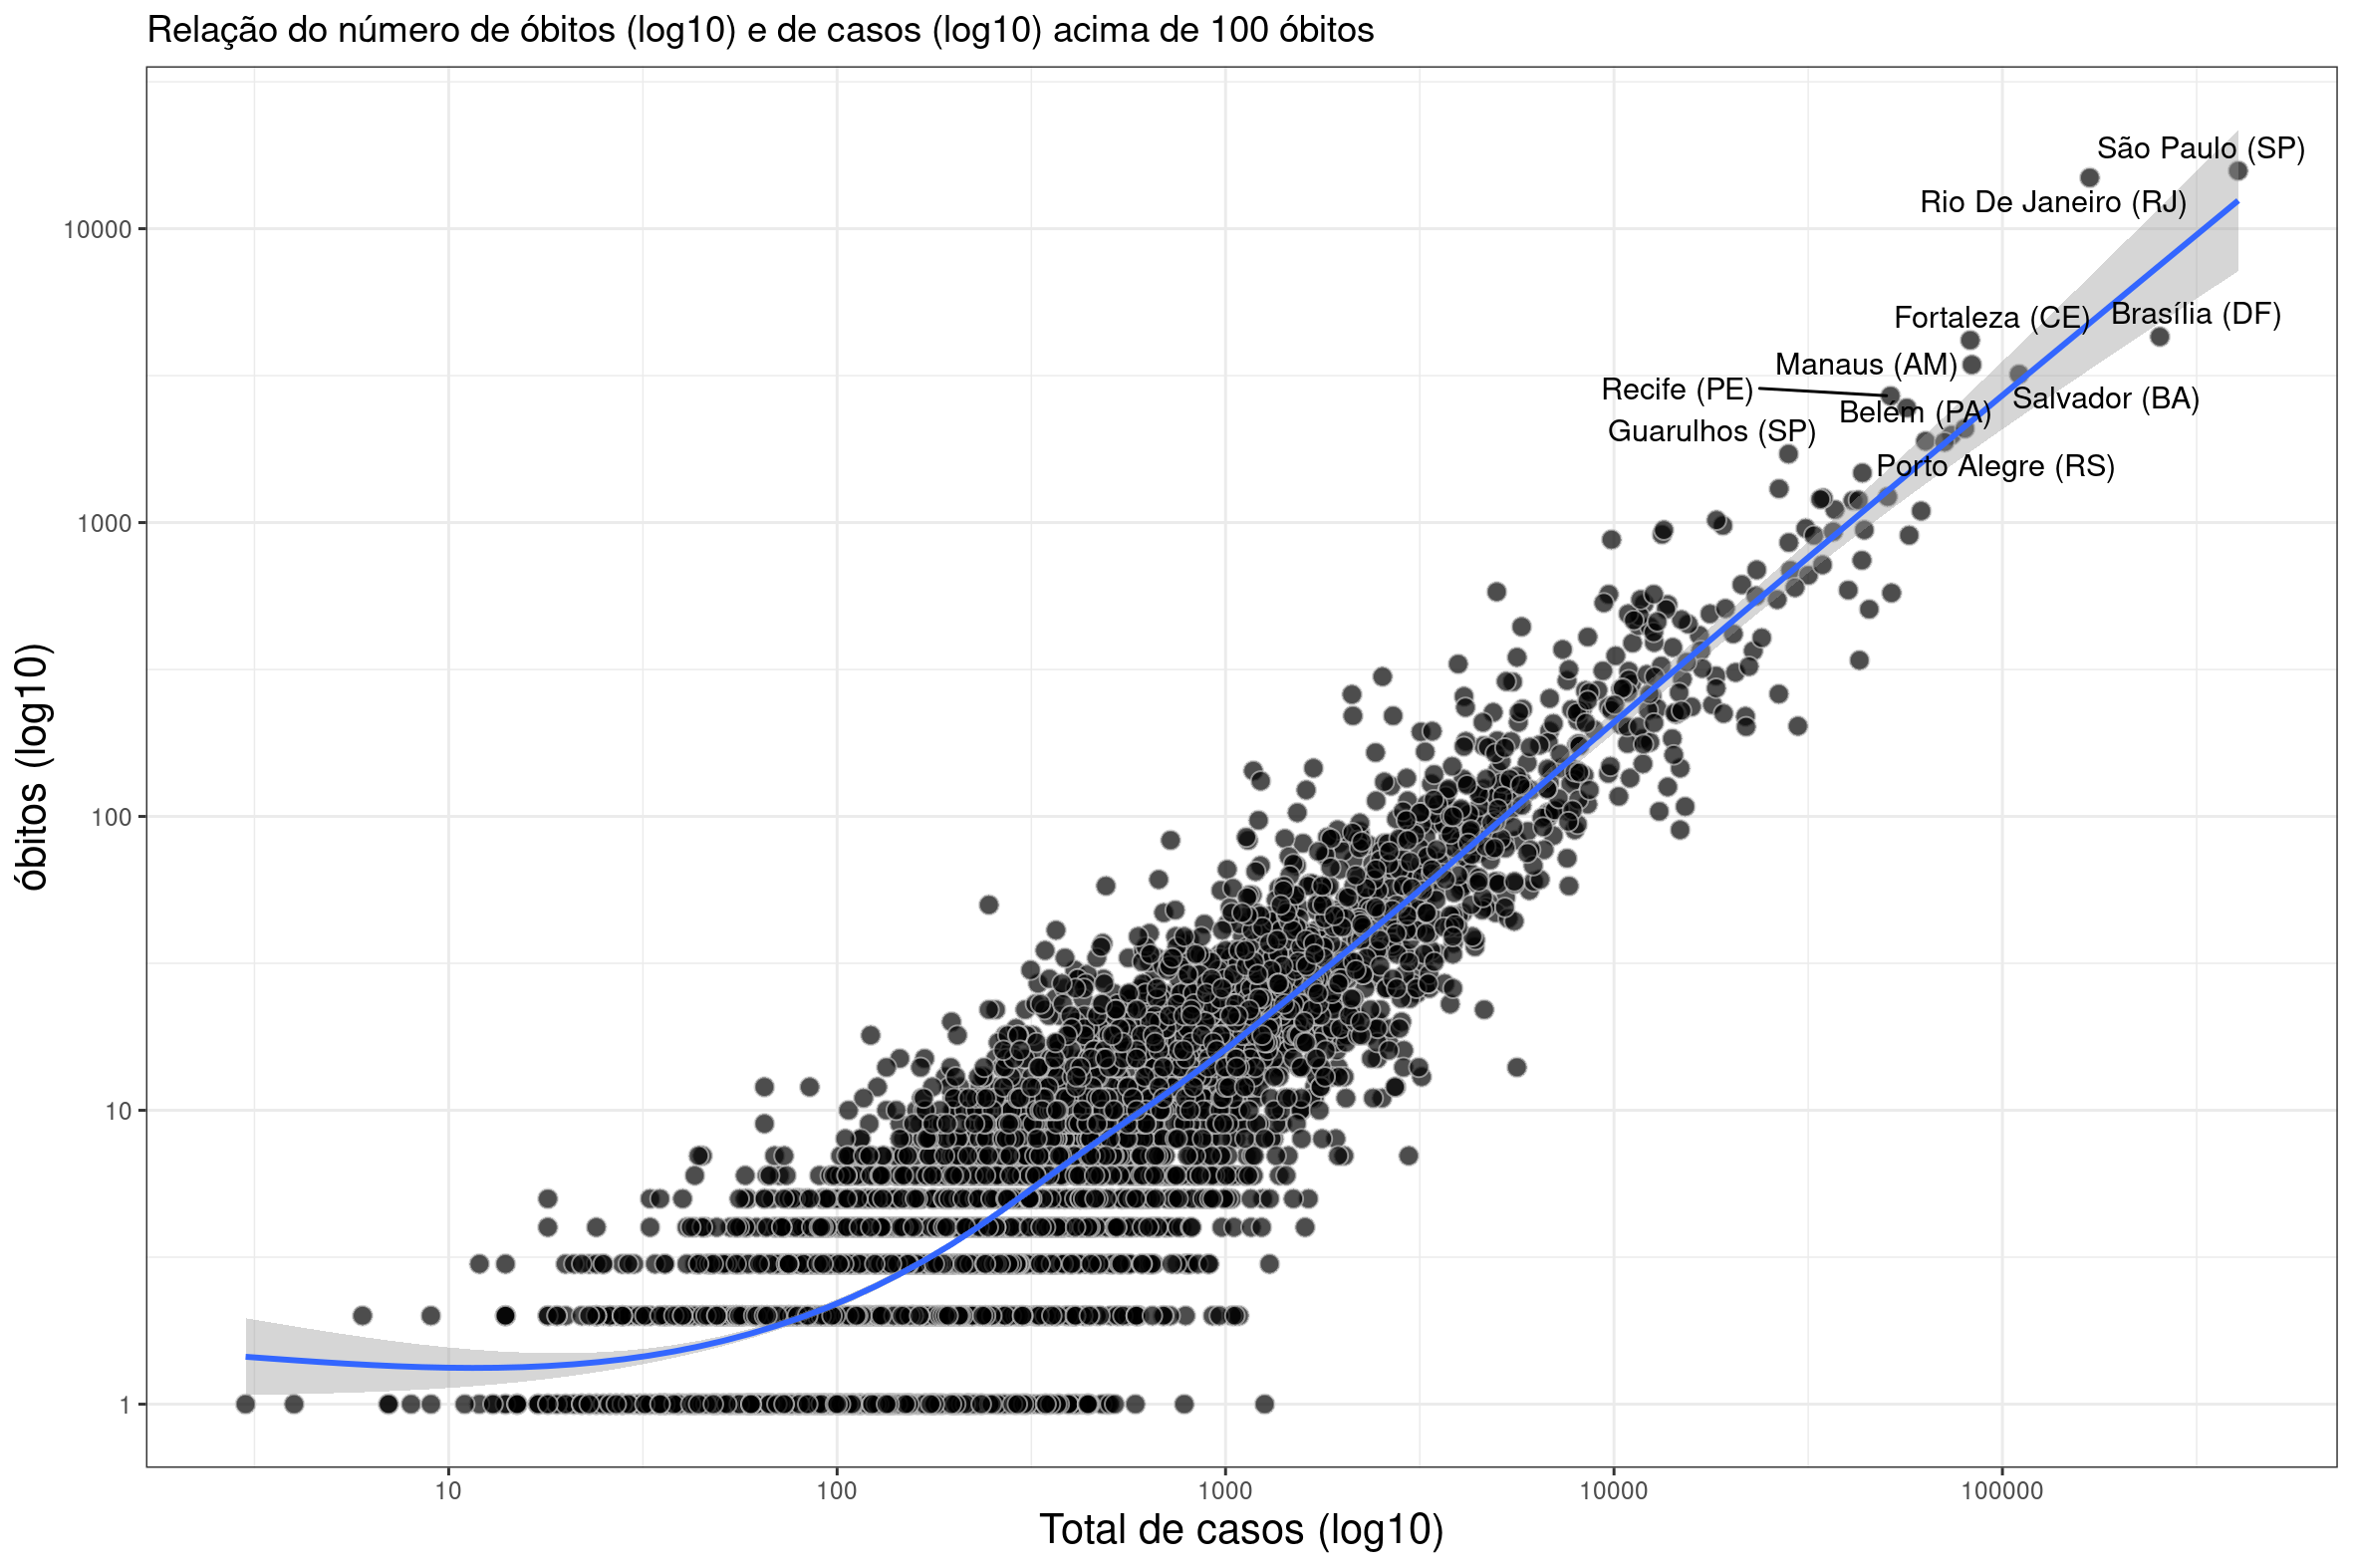 Relação do número de óbitos (log10) e de casos (log10) acima de 100 óbitos
São Paulo (SP)
Rio De Janeiro (RJ)
Fortaleza (CE)
Brasília (DF)
Manaus (AM)
Recife (PE)
Salvador (BA)
Belém (PA)
Guarulhos (SP)
Porto Alegre (RS)
óbitos (log10)
10000
1000
100
10
1
10
100
1000
10000
100000
Total de casos (log10)